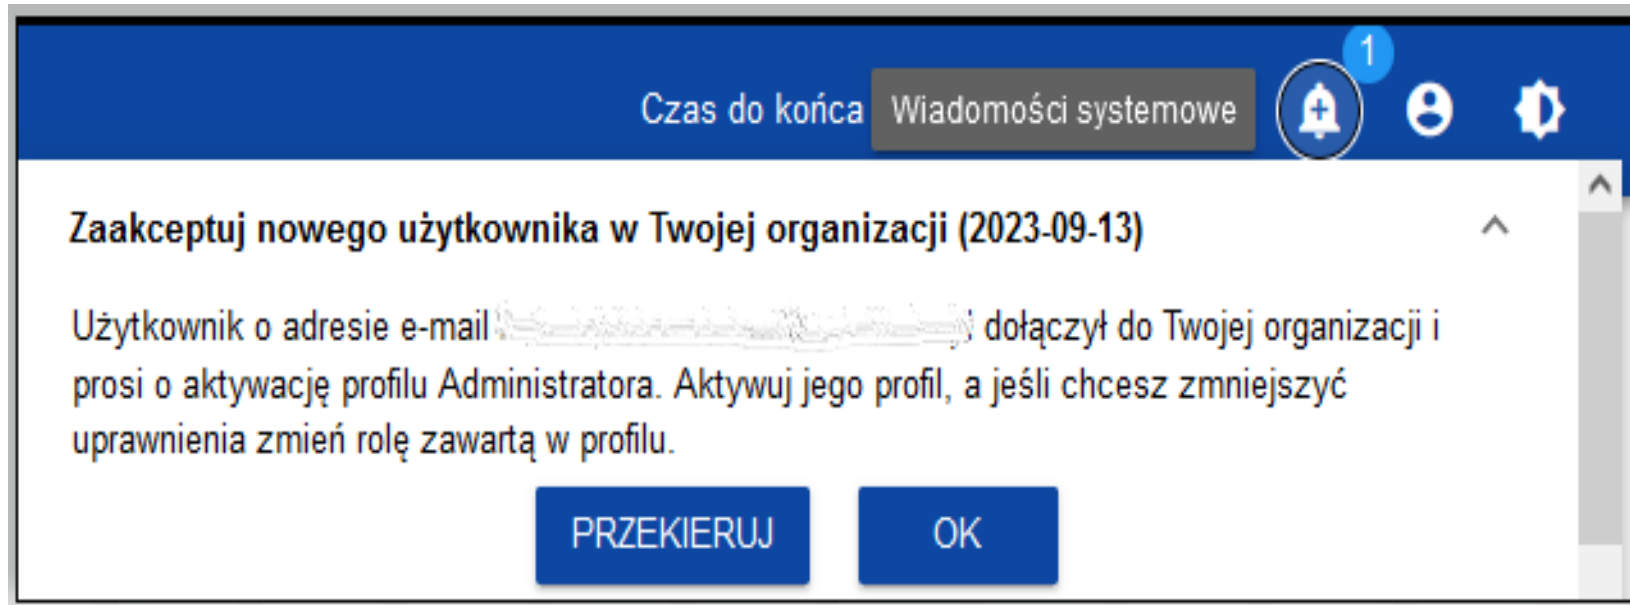 1
Czas do końca Wiadomości systemowe
Zaakceptuj nowego użytkownika w Twojej organizacji (2023-09-13)
Użytkownik o adresie e-mail dołączył do Twojej organizacji i
prosi o aktywację profilu Administratora. Aktywuj jego profil, a jeśli chcesz zmniejszyć
uprawnienia zmień rolę zawartą w profilu.
PRZEKIERUJ OK